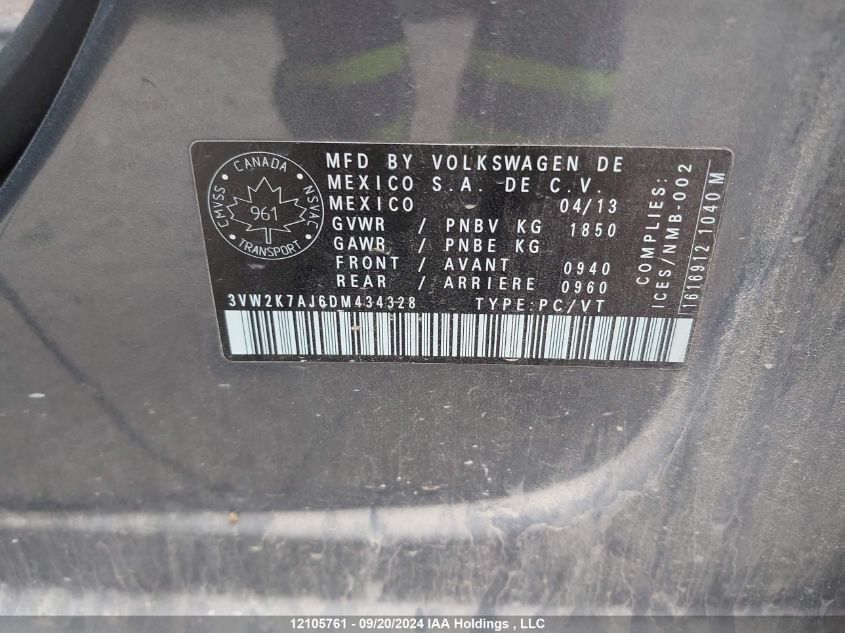 CANADA
CMVSS
NSVAC
961
TRANSPORT
MFD BY VOLKSWAGEN DE
MEXICO S.A. DE C.V.
MEXICO 04/13
GVWR / PNBV KG 1850
GAWR / PNBE KG
FRONT / AVANT 0940
REAR / ARRIERE 0960
3VW2K7AJ6DM434328 TYPE:PC/VT
COMPLIES:
ICES/NMB-002
1616912 1040M
12105761 - 09/20/2024 IAA Holdings , LLC